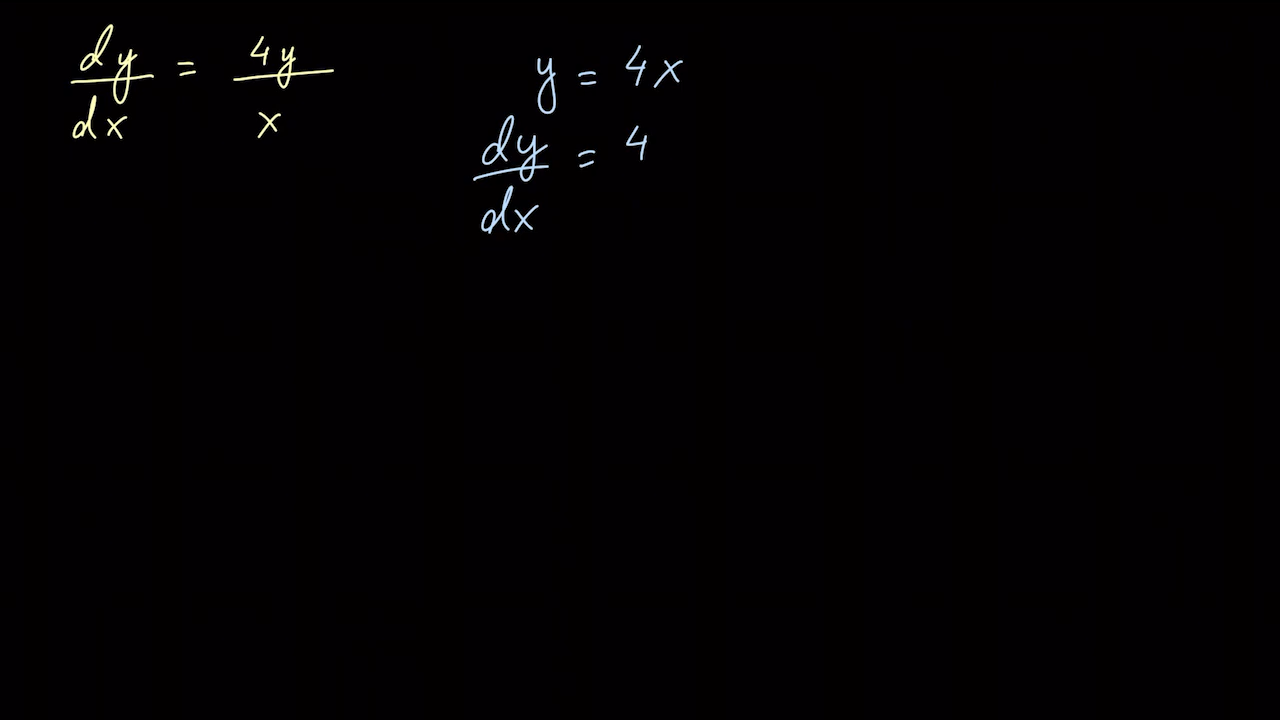 dy/dx = 4y/x
y = 4x
dy/dx = 4